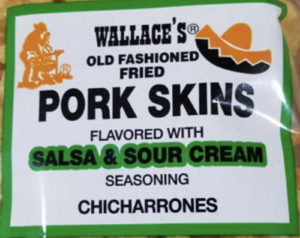 WALLACE'S®
OLD FASHIONED
FRIED
PORK SKINS
FLAVORED WITH
SALSA & SOUR CREAM
SEASONING
CHICHARRONES